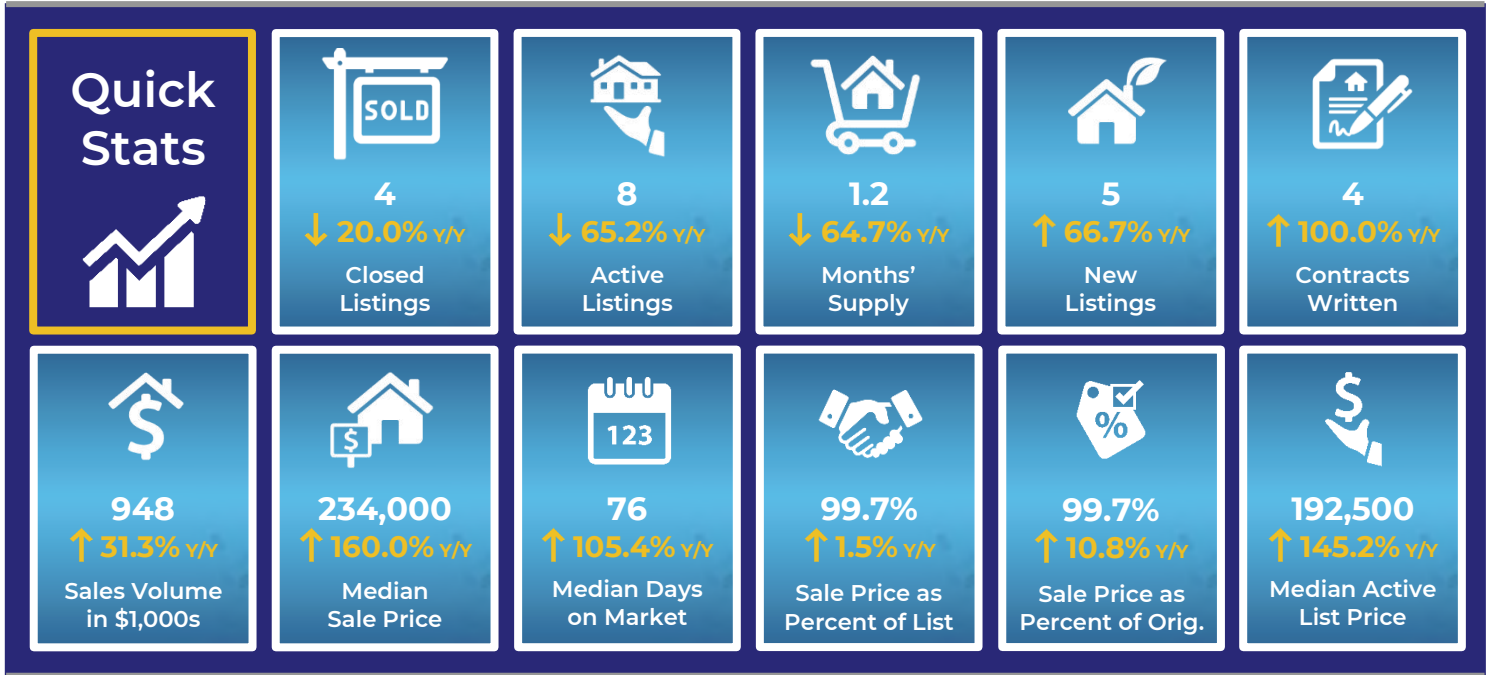 Quick
Stats
SOLD
4
↓ 20.0% Y/Y
Closed
Listings
8
↓ 65.2% Y/Y
Active
Listings
1.2
↓ 64.7% Y/Y
Months’
Supply
5
↑ 66.7% Y/Y
New
Listings
4
↑ 100.0% Y/Y
Contracts
Written
$
948
↑ 31.3% Y/Y
Sales Volume
in $1,000s
$
234,000
↑ 160.0% Y/Y
Median
Sale Price
123
76
↑ 105.4% Y/Y
Median Days
on Market
99.7%
↑ 1.5% Y/Y
Sale Price as
Percent of List
%
99.7%
↑ 10.8% Y/Y
Sale Price as
Percent of Orig.
$
192,500
↑ 145.2% Y/Y
Median Active
List Price